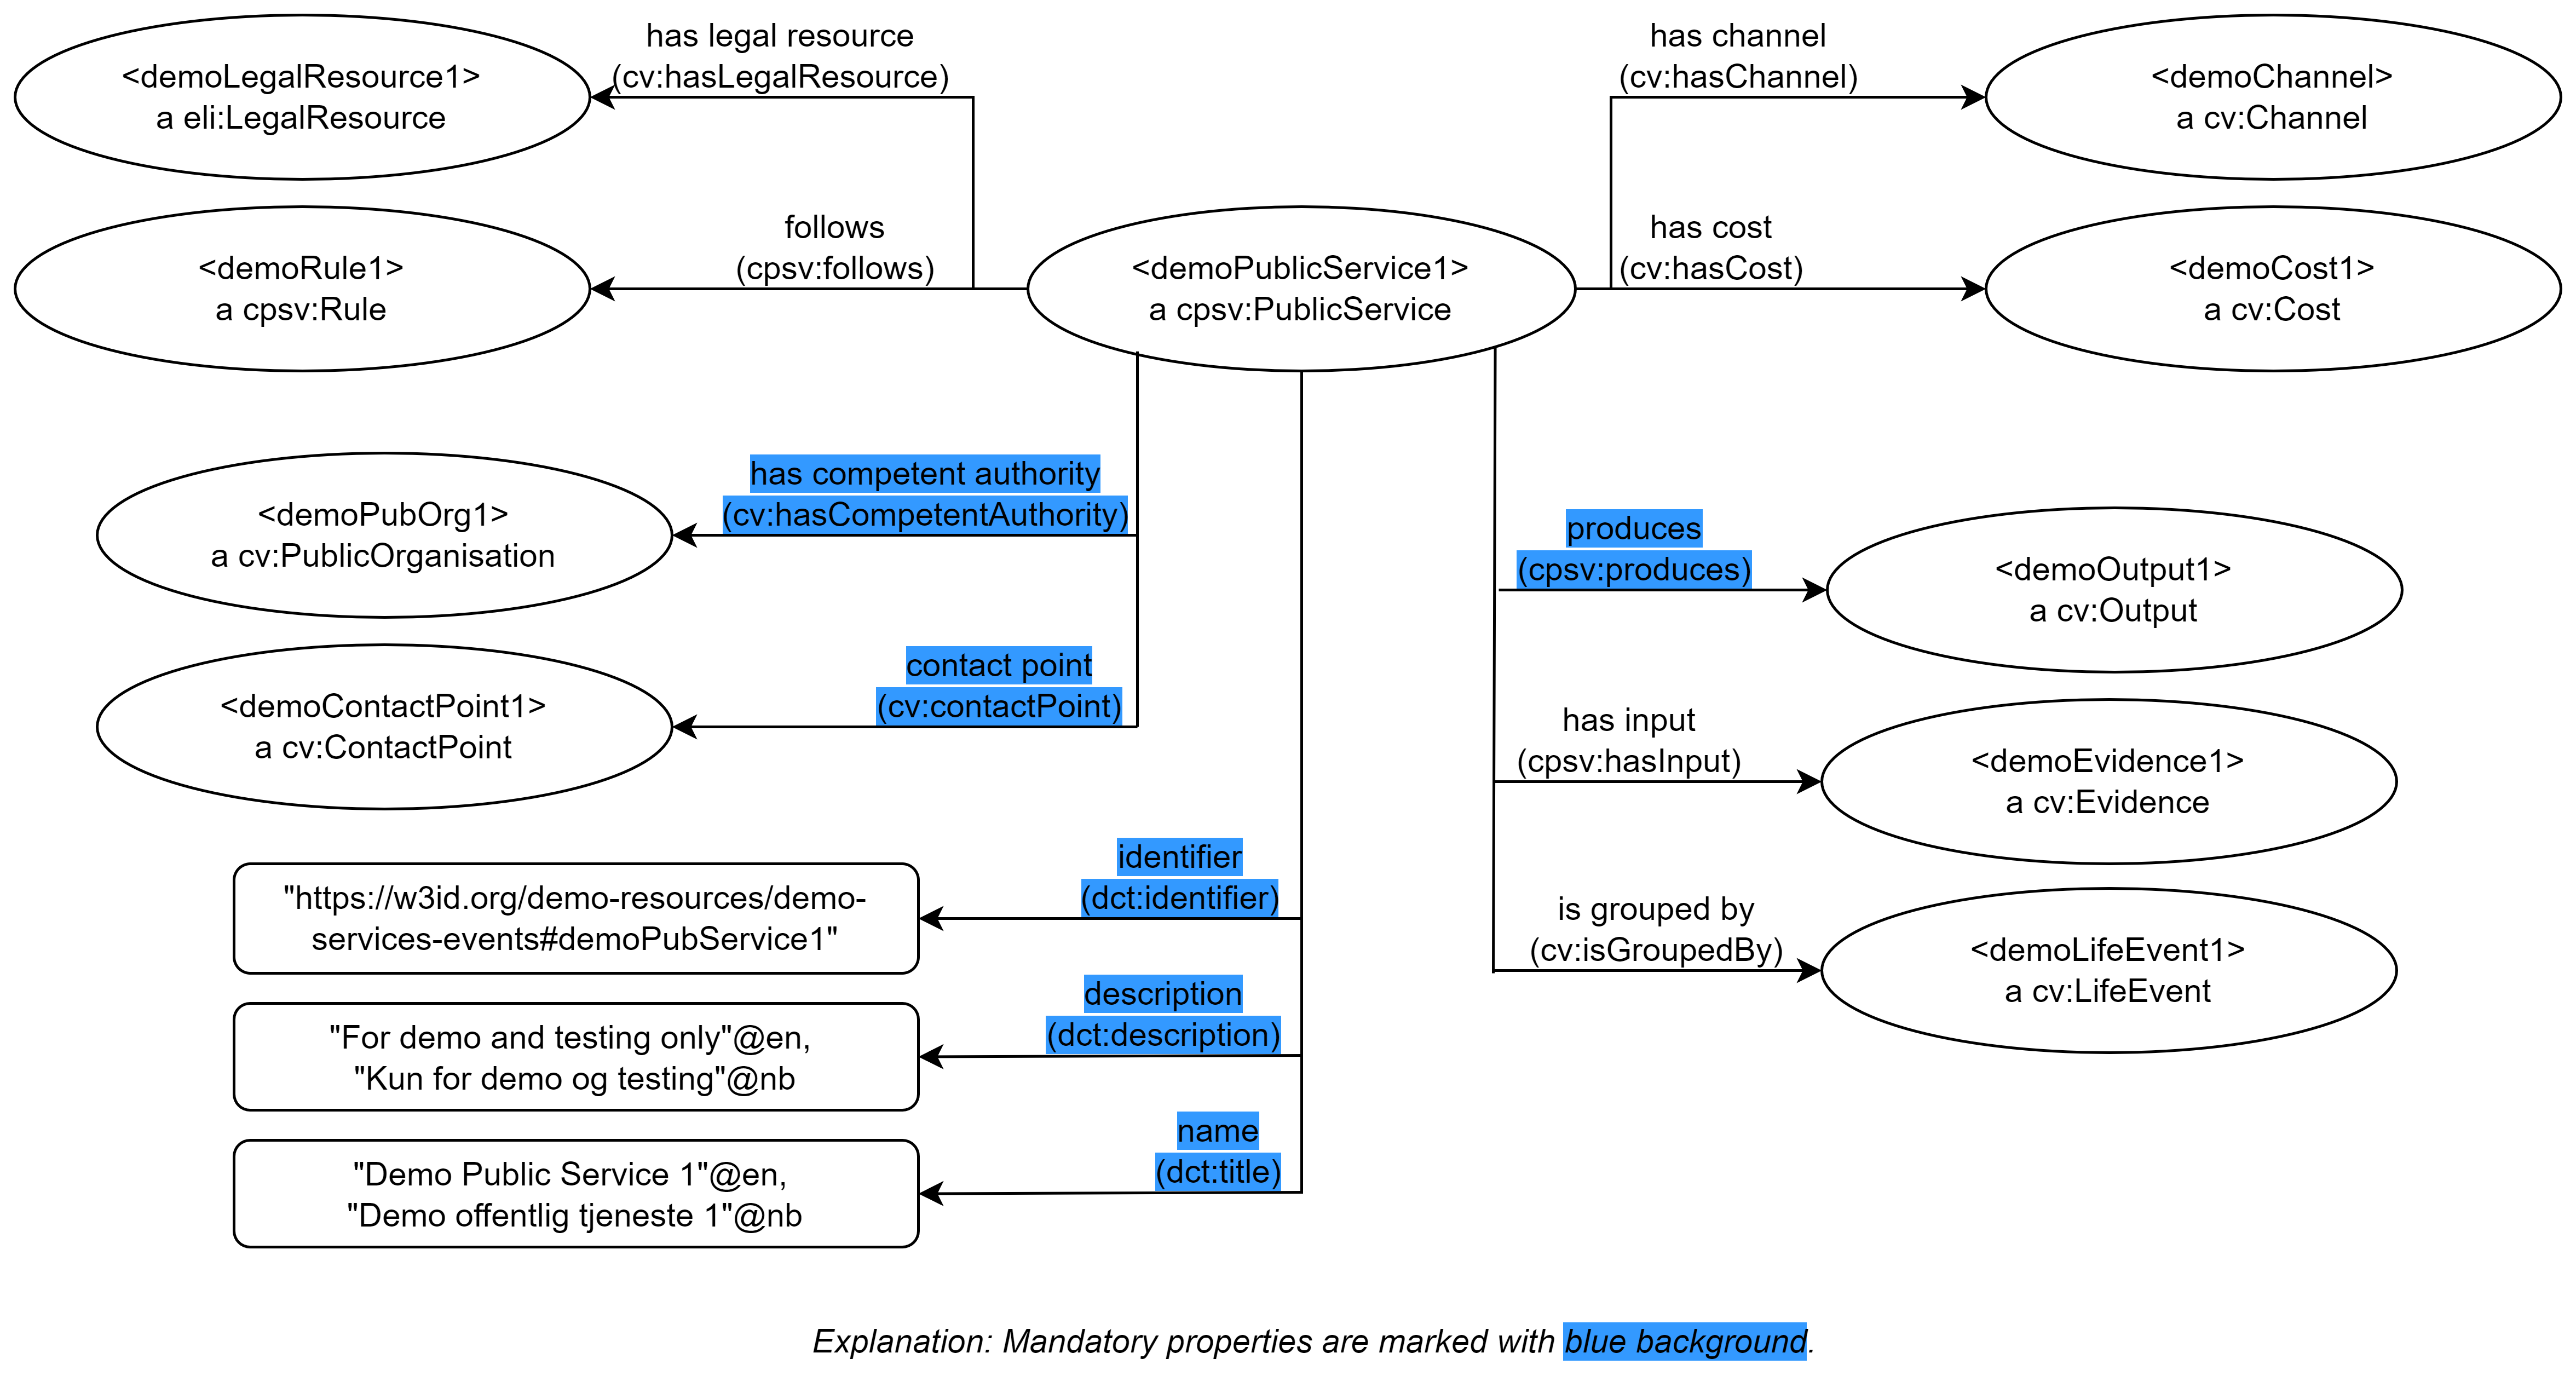 has legal resource
(cv:hasLegalResource)
<demoLegalResource1>
a eli:LegalResource
has channel
(cv:hasChannel)
<demoChannel>
a cv:Channel
follows
(cpsv:follows)
<demoRule1>
a cpsv:Rule
<demoPublicService1>
a cpsv:PublicService
has cost
(cv:hasCost)
<demoCost1>
a cv:Cost
has competent authority
(cv:hasCompetentAuthority)
<demoPubOrg1>
a cv:PublicOrganisation
produces
(cpsv:produces)
<demoOutput1>
a cv:Output
contact point
(cv:contactPoint)
<demoContactPoint1>
a cv:ContactPoint
has input
(cpsv:hasInput)
<demoEvidence1>
a cv:Evidence
identifier
(dct:identifier)
"https://w3id.org/demo-resources/demo-
services-events#demoPubService1"
is grouped by
(cv:isGroupedBy)
<demoLifeEvent1>
a cv:LifeEvent
description
(dct:description)
"For demo and testing only"@en,
"Kun for demo og testing"@nb
name
(dct:title)
"Demo Public Service 1"@en,
"Demo offentlig tjeneste 1"@nb
Explanation: Mandatory properties are marked with blue background.